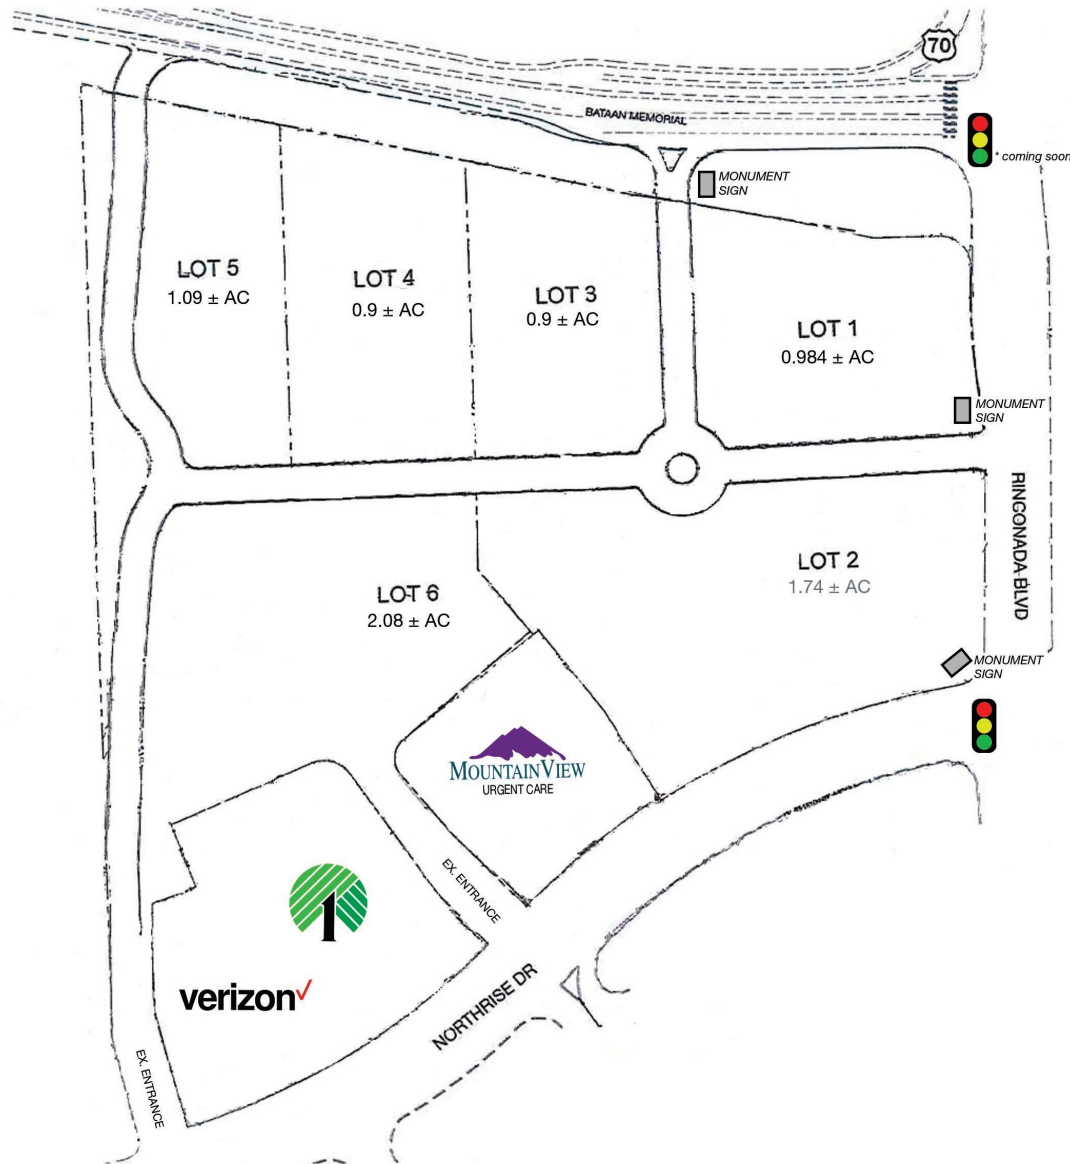 70
BATAAN MEMORIAL
* coming soon
MONUMENT
SIGN
LOT 5
1.09 ± AC
LOT 4
0.9 ± AC
LOT 3
0.9 ± AC
LOT 1
0.984 ± AC
MONUMENT
SIGN
RINCONADA BLVD
LOT 2
1.74 ± AC
LOT 6
2.08 ± AC
MONUMENT
SIGN
MOUNTAINVIEW
URGENT CARE
EX. ENTRANCE
1
verizon
NORTHRISE DR
EX. ENTRANCE